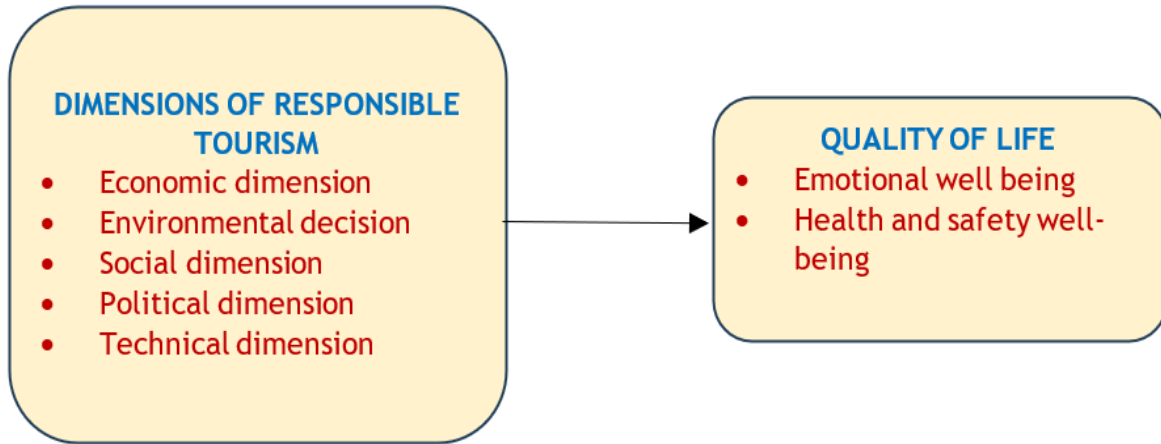 DIMENSIONS OF RESPONSIBLE
TOURISM
• Economic dimension
• Environmental decision
• Social dimension
• Political dimension
• Technical dimension
QUALITY OF LIFE
• Emotional well being
• Health and safety well-
being